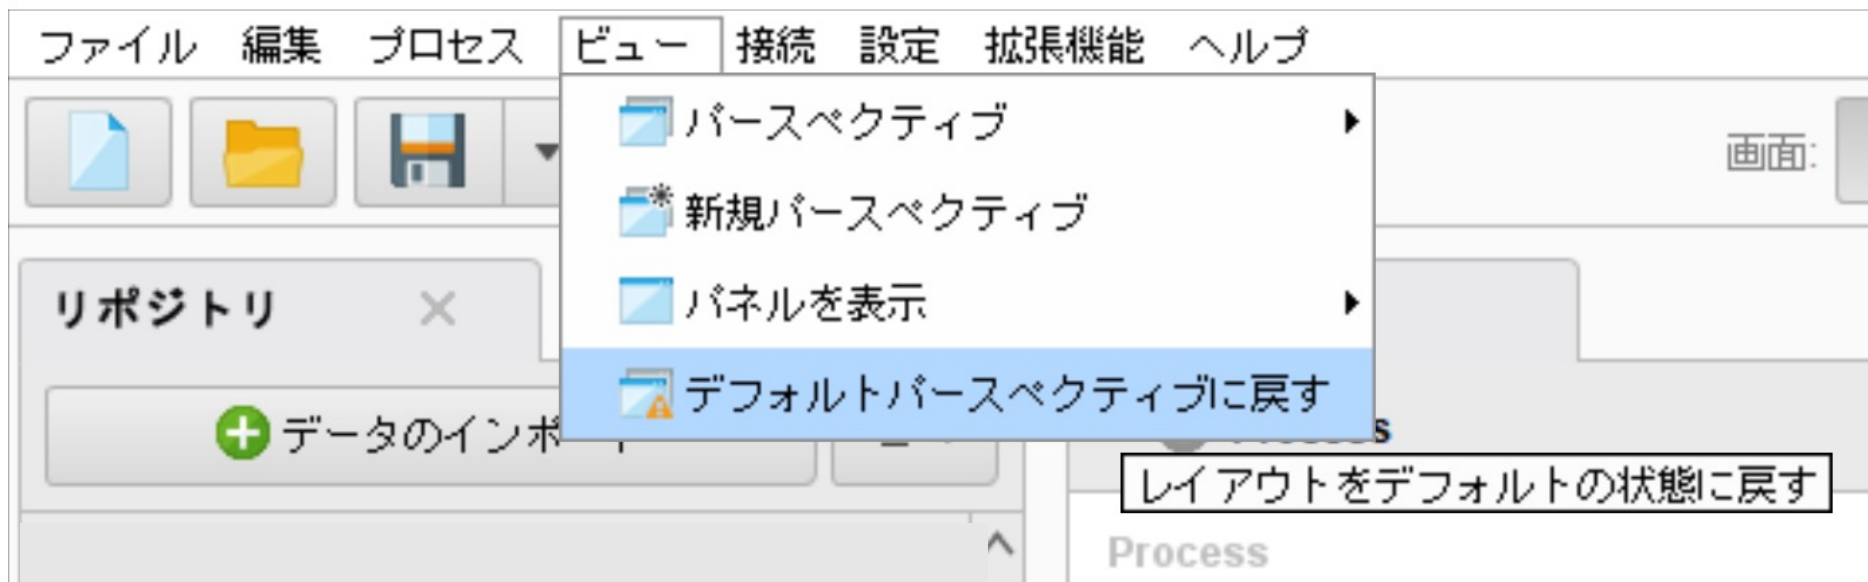 ファイル 編集 プロセス ビュー 接続 設定 拡張機能 ヘルプ
パースペクティブ
画面:
新規パースペクティブ
リポジトリ
パネルを表示
デフォルトパースペクティブに戻す
データのインポ
レイアウトをデフォルトの状態に戻す
Process